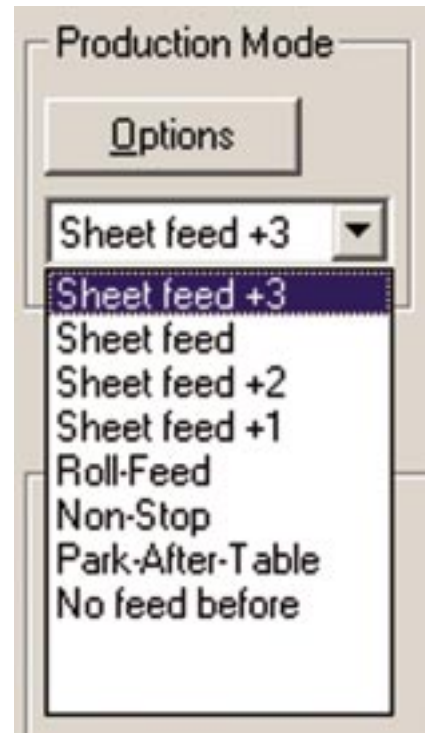 Production Mode
Options
Sheet feed +3
Sheet feed +3
Sheet feed
Sheet feed +2
Sheet feed +1
Roll-Feed
Non-Stop
Park-After-Table
No feed before